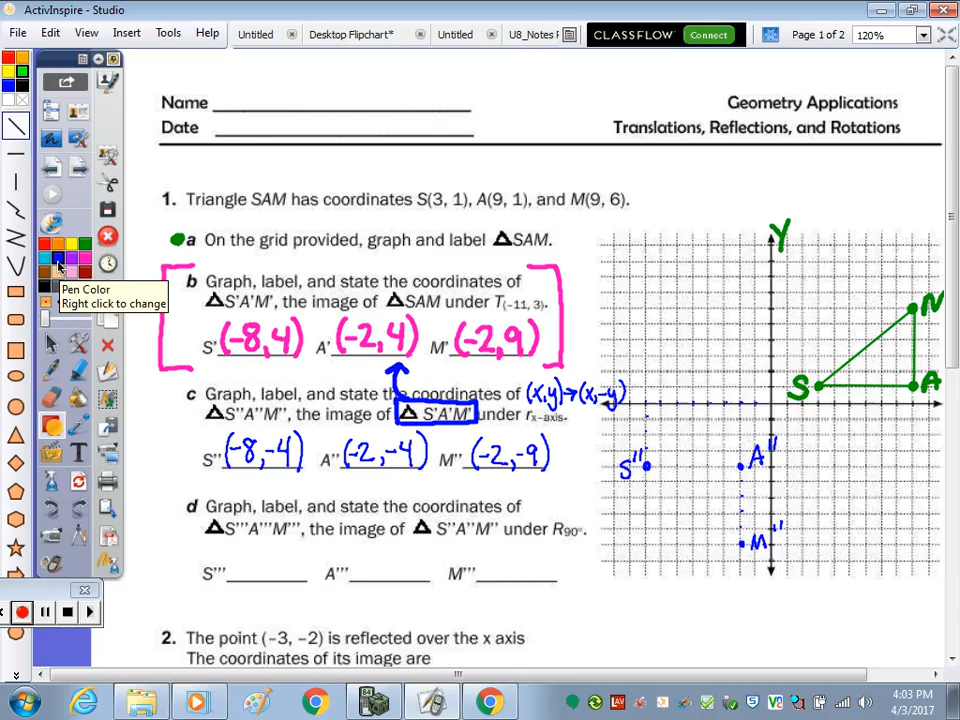 ActivInspire - Studio
File Edit View Insert Tools Help Untitled Desktop Flipchart* Untitled U8_Notes F CLASSFLOW Connect Page 1 of 2 120%
Name
Geometry Applications
Date
Translations, Reflections, and Rotations
1. Triangle SAM has coordinates S(3, 1), A(9, 1), and M(9, 6).
a On the grid provided, graph and label △SAM.
b Graph, label, and state the coordinates of
△S'A'M', the image of △SAM under T(-11, 3).
S' (-8,4) A' (-2,4) M' (-2,9)
c Graph, label, and state the coordinates of (x,y)→(x,-y)
△S''A''M'', the image of △ S'A'M' under rx-axis.
S'' (-8,-4) A'' (-2,-4) M'' (-2,-9)
d Graph, label, and state the coordinates of
△S'''A'''M''', the image of △ S''A''M'' under R90°.
S''' A''' M'''
2. The point (-3, -2) is reflected over the x axis
The coordinates of its image are
Y
M
S
A
S''
A''
M''
Pen Color
Right click to change
4:03 PM
4/3/2017